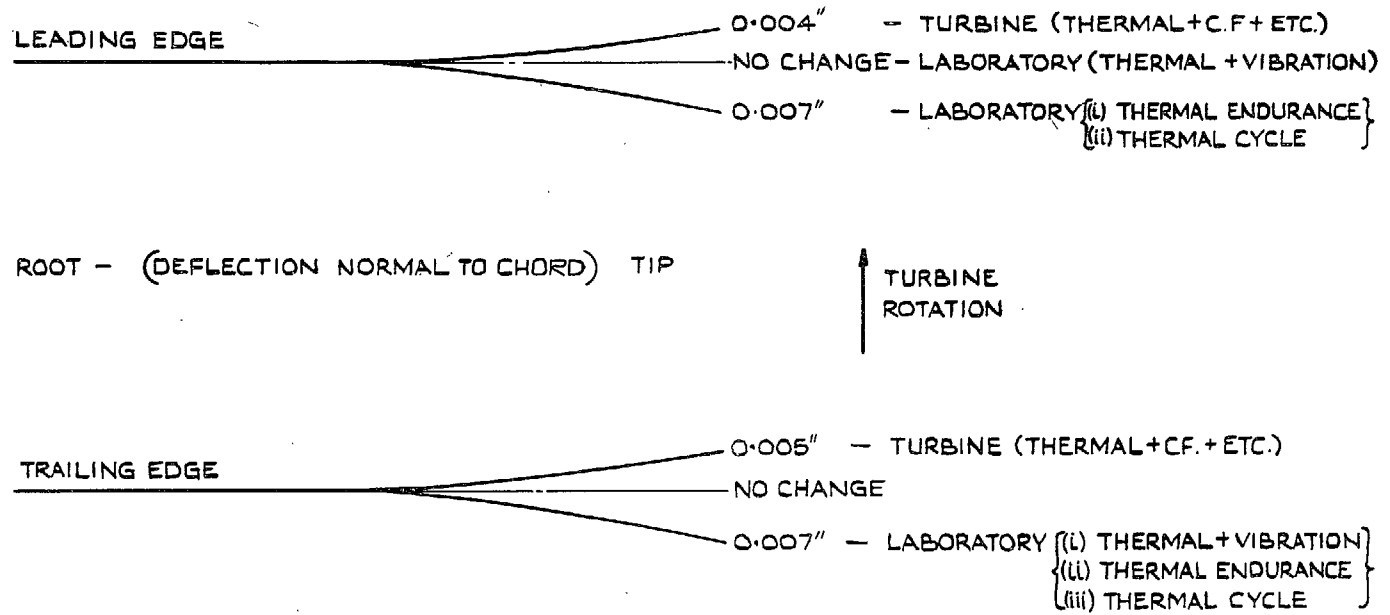 LEADING EDGE
0·004" - TURBINE (THERMAL+C.F+ ETC.)
NO CHANGE - LABORATORY (THERMAL + VIBRATION)
0·007" - LABORATORY {(i) THERMAL ENDURANCE}
{(ii) THERMAL CYCLE}
ROOT - (DEFLECTION NORMAL TO CHORD) TIP
TURBINE
ROTATION
TRAILING EDGE
0·005" - TURBINE (THERMAL+CF.+ETC.)
NO CHANGE
0·007" - LABORATORY {(i) THERMAL+VIBRATION}
{(ii) THERMAL ENDURANCE}
{(iii) THERMAL CYCLE}